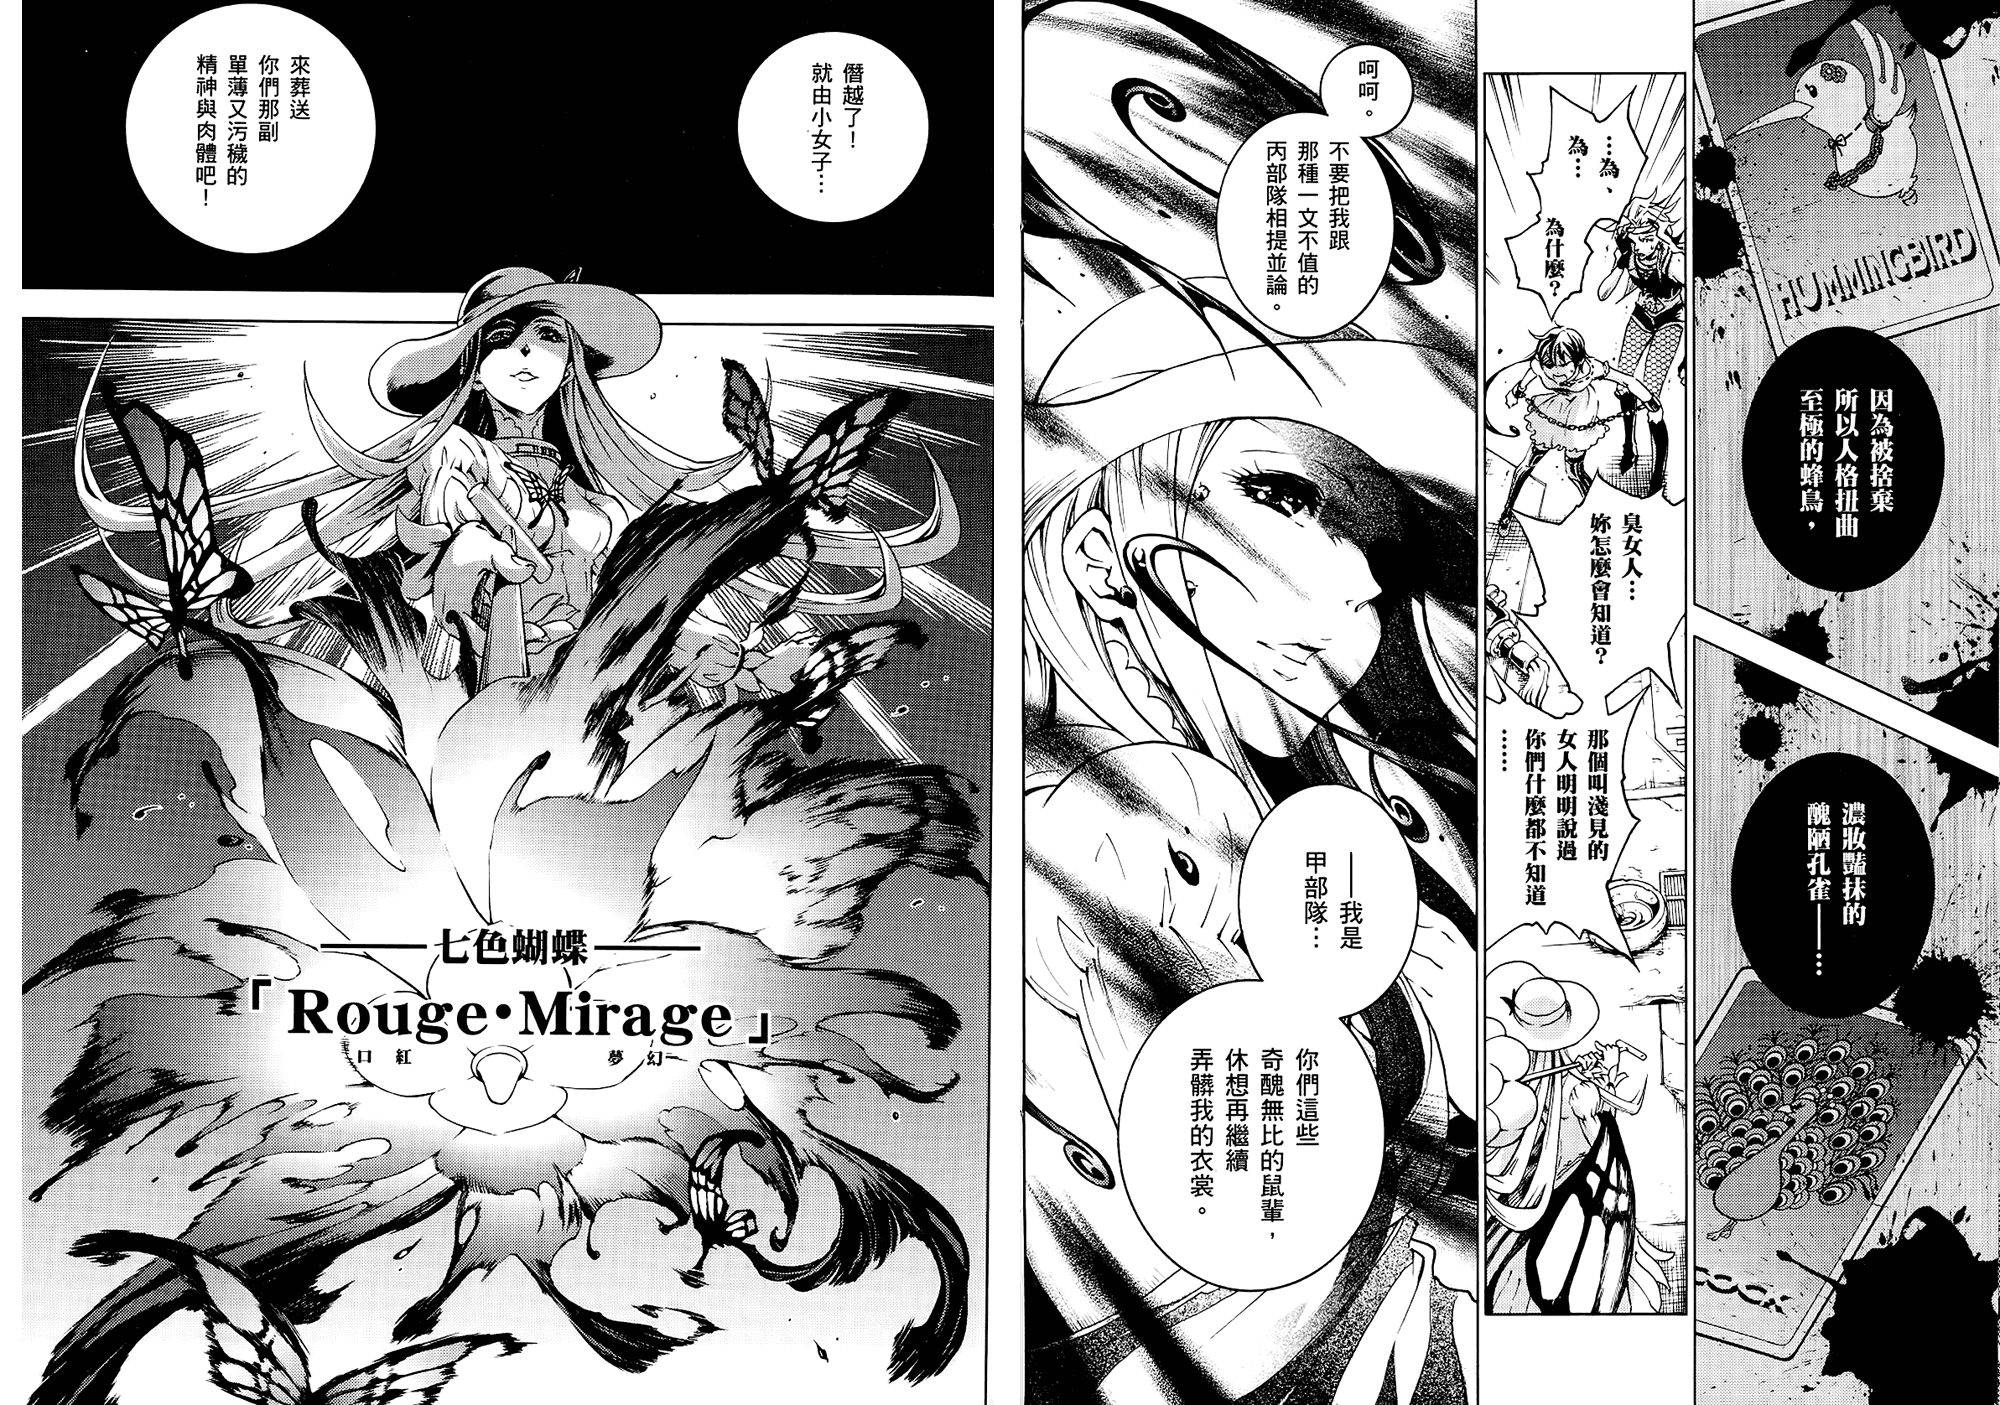 HUMMINGBIRD
因為被捨棄
所以人格扭曲
至極的蜂鳥，
濃妝豔抹的
醜陋孔雀──…
COCK
…為、
為…
為什麼？
臭女人…
妳怎麼會知道？
那個叫淺見的
女人明明說過
你們什麼都不知道
……
呵呵。
不要把我跟
那種一文不值的
丙部隊相提並論。
──我是
甲部隊…
你們這些
奇醜無比的鼠輩，
休想再繼續
弄髒我的衣裳。
僭越了！
就由小女子…
來葬送
你們那副
單薄又污穢的
精神與肉體吧！
──七色蝴蝶──
「Rouge・Mirage」
口紅 夢幻